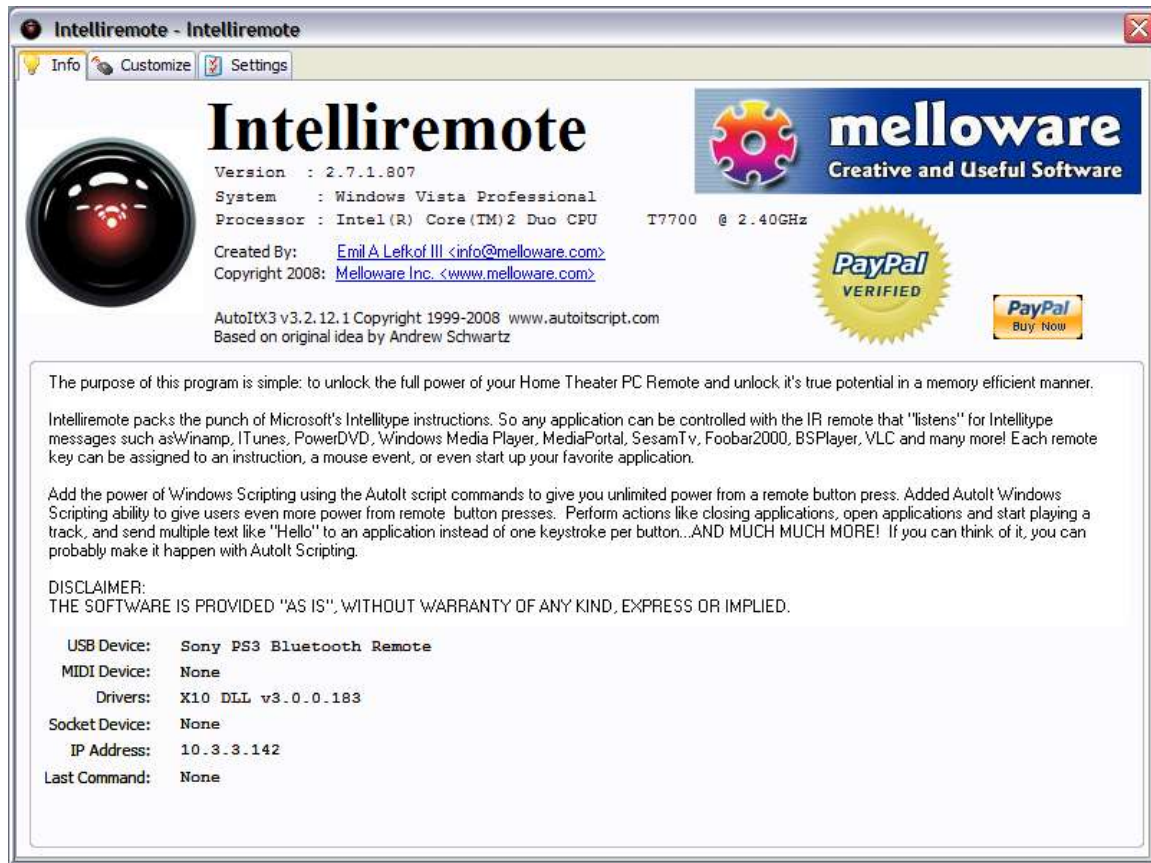 Intelliremote - Intelliremote
Info Customize Settings
Intelliremote
melloware
Creative and Useful Software
Version : 2.7.1.807
System : Windows Vista Professional
Processor : Intel(R) Core(TM)2 Duo CPU T7700 @ 2.40GHz
Created By: Emil A Lefkof III <info@melloware.com>
Copyright 2008: Melloware Inc. <www.melloware.com>
PayPal
VERIFIED
PayPal
Buy Now
AutoItX3 v3.2.12.1 Copyright 1999-2008 www.autoitscript.com
Based on original idea by Andrew Schwartz
The purpose of this program is simple: to unlock the full power of your Home Theater PC Remote and unlock it's true potential in a memory efficient manner.
Intelliremote packs the punch of Microsoft's Intellitype instructions. So any application can be controlled with the IR remote that "listens" for Intellitype
messages such asWinamp, ITunes, PowerDVD, Windows Media Player, MediaPortal, SesamTv, Foobar2000, BSPlayer, VLC and many more! Each remote
key can be assigned to an instruction, a mouse event, or even start up your favorite application.
Add the power of Windows Scripting using the AutoIt script commands to give you unlimited power from a remote button press. Added AutoIt Windows
Scripting ability to give users even more power from remote button presses. Perform actions like closing applications, open applications and start playing a
track, and send multiple text like "Hello" to an application instead of one keystroke per button...AND MUCH MUCH MORE! If you can think of it, you can
probably make it happen with AutoIt Scripting.
DISCLAIMER:
THE SOFTWARE IS PROVIDED "AS IS", WITHOUT WARRANTY OF ANY KIND, EXPRESS OR IMPLIED.
USB Device: Sony PS3 Bluetooth Remote
MIDI Device: None
Drivers: X10 DLL v3.0.0.183
Socket Device: None
IP Address: 10.3.3.142
Last Command: None